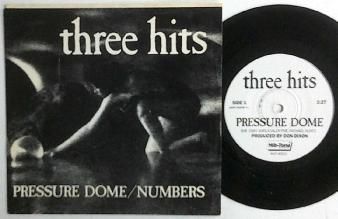 three hits
PRESSURE DOME/NUMBERS
three hits
SIDE 1
3:27
PRESSURE DOME
PRODUCED BY DON DIXON